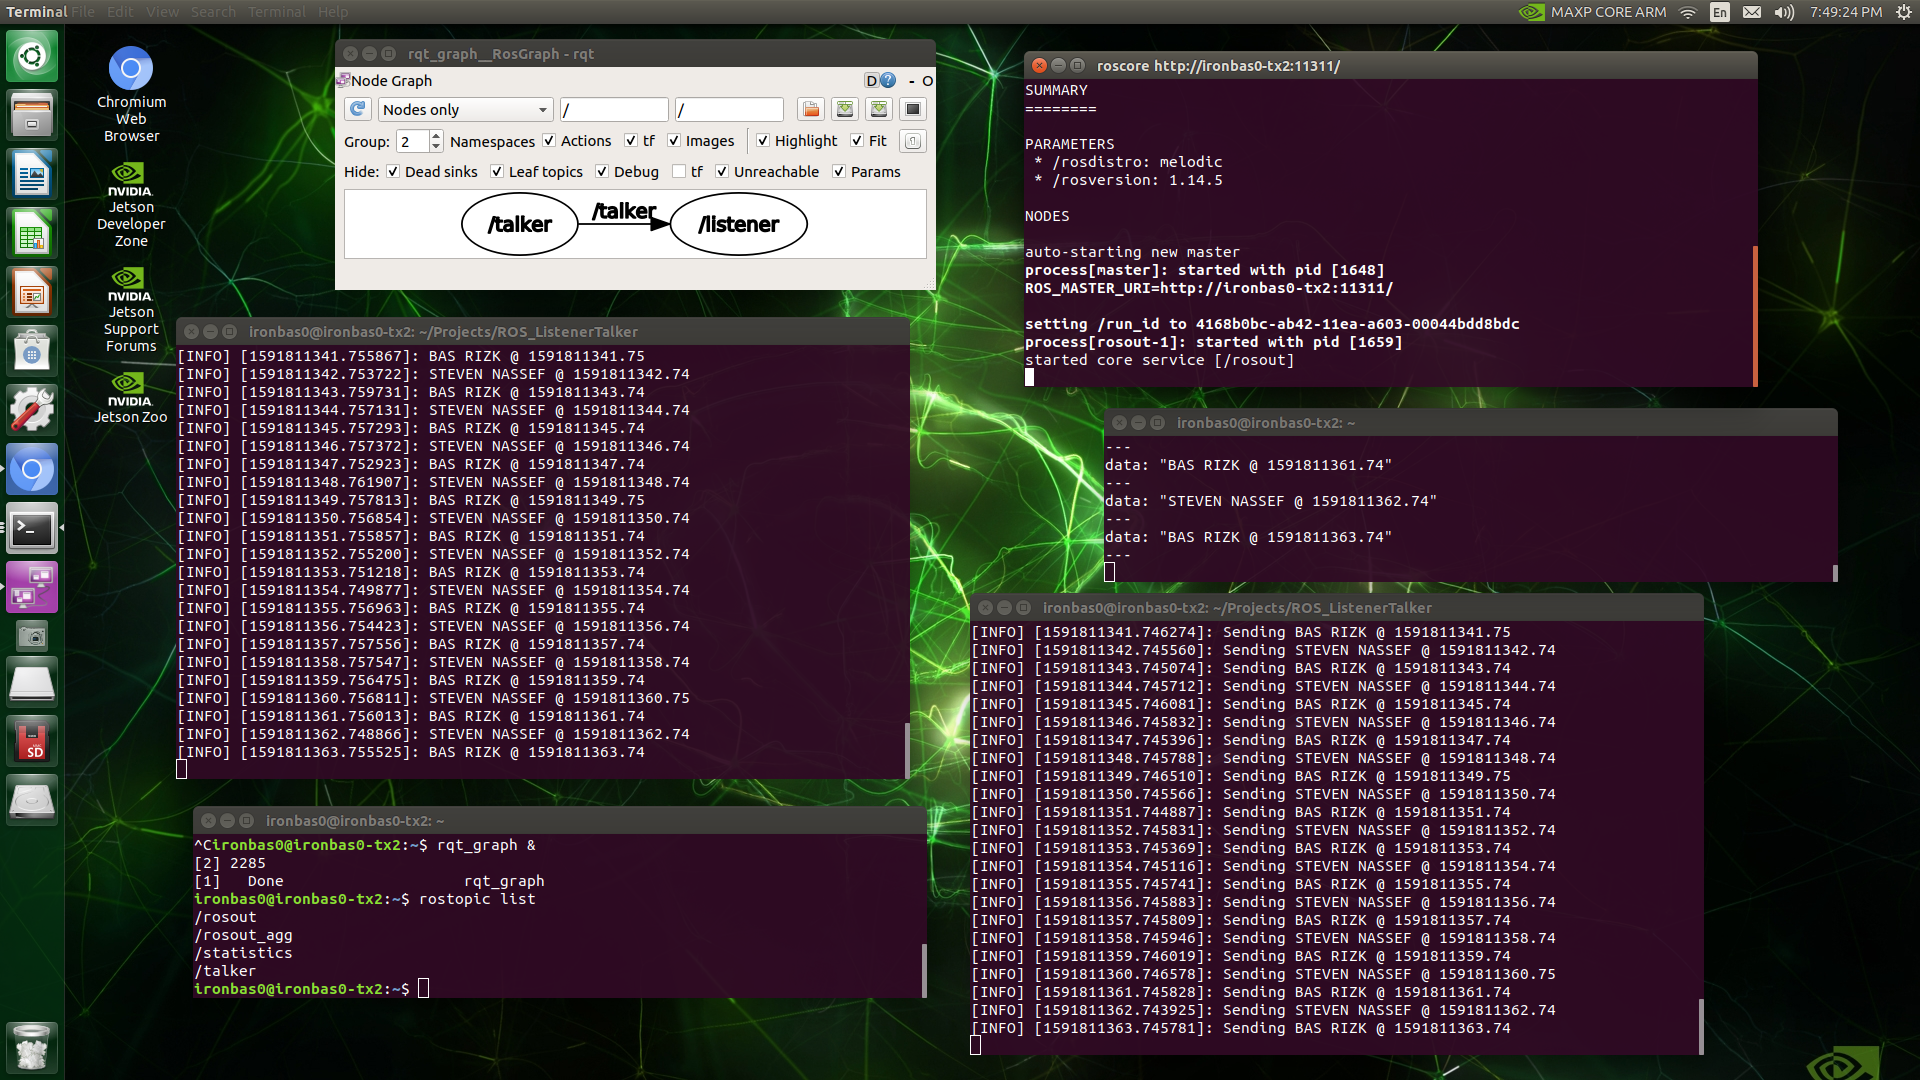 Terminal File Edit View Search Terminal Help
MAXP CORE ARM En 7:49:24 PM
Chromium
Web
Browser
NVIDIA.
Jetson
Developer
Zone
NVIDIA.
Jetson
Support
Forums
NVIDIA.
Jetson Zoo
SD
rqt_graph__RosGraph - rqt
Node Graph D ? - O
Nodes only / /
Group: 2 Namespaces Actions tf Images Highlight Fit
Hide: Dead sinks Leaf topics Debug tf Unreachable Params
/talker /talker /listener
roscore http://ironbas0-tx2:11311/
SUMMARY
========
PARAMETERS
* /rosdistro: melodic
* /rosversion: 1.14.5
NODES
auto-starting new master
process[master]: started with pid [1648]
ROS_MASTER_URI=http://ironbas0-tx2:11311/
setting /run_id to 4168b0bc-ab42-11ea-a603-00044bdd8bdc
process[rosout-1]: started with pid [1659]
started core service [/rosout]
ironbas0@ironbas0-tx2: ~/Projects/ROS_ListenerTalker
[INFO] [1591811341.755867]: BAS RIZK @ 1591811341.75
[INFO] [1591811342.753722]: STEVEN NASSEF @ 1591811342.74
[INFO] [1591811343.759731]: BAS RIZK @ 1591811343.74
[INFO] [1591811344.757131]: STEVEN NASSEF @ 1591811344.74
[INFO] [1591811345.757293]: BAS RIZK @ 1591811345.74
[INFO] [1591811346.757372]: STEVEN NASSEF @ 1591811346.74
[INFO] [1591811347.752923]: BAS RIZK @ 1591811347.74
[INFO] [1591811348.761907]: STEVEN NASSEF @ 1591811348.74
[INFO] [1591811349.757813]: BAS RIZK @ 1591811349.75
[INFO] [1591811350.756854]: STEVEN NASSEF @ 1591811350.74
[INFO] [1591811351.755857]: BAS RIZK @ 1591811351.74
[INFO] [1591811352.755200]: STEVEN NASSEF @ 1591811352.74
[INFO] [1591811353.751218]: BAS RIZK @ 1591811353.74
[INFO] [1591811354.749877]: STEVEN NASSEF @ 1591811354.74
[INFO] [1591811355.756963]: BAS RIZK @ 1591811355.74
[INFO] [1591811356.754423]: STEVEN NASSEF @ 1591811356.74
[INFO] [1591811357.757556]: BAS RIZK @ 1591811357.74
[INFO] [1591811358.757547]: STEVEN NASSEF @ 1591811358.74
[INFO] [1591811359.756475]: BAS RIZK @ 1591811359.74
[INFO] [1591811360.756811]: STEVEN NASSEF @ 1591811360.75
[INFO] [1591811361.756013]: BAS RIZK @ 1591811361.74
[INFO] [1591811362.748866]: STEVEN NASSEF @ 1591811362.74
[INFO] [1591811363.755525]: BAS RIZK @ 1591811363.74
ironbas0@ironbas0-tx2: ~
---
data: "BAS RIZK @ 1591811361.74"
---
data: "STEVEN NASSEF @ 1591811362.74"
---
data: "BAS RIZK @ 1591811363.74"
---
ironbas0@ironbas0-tx2: ~
^Cironbas0@ironbas0-tx2:~$ rqt_graph &
[2] 2285
[1] Done rqt_graph
ironbas0@ironbas0-tx2:~$ rostopic list
/rosout
/rosout_agg
/statistics
/talker
ironbas0@ironbas0-tx2:~$
ironbas0@ironbas0-tx2: ~/Projects/ROS_ListenerTalker
[INFO] [1591811341.746274]: Sending BAS RIZK @ 1591811341.75
[INFO] [1591811342.745560]: Sending STEVEN NASSEF @ 1591811342.74
[INFO] [1591811343.745074]: Sending BAS RIZK @ 1591811343.74
[INFO] [1591811344.745712]: Sending STEVEN NASSEF @ 1591811344.74
[INFO] [1591811345.746081]: Sending BAS RIZK @ 1591811345.74
[INFO] [1591811346.745832]: Sending STEVEN NASSEF @ 1591811346.74
[INFO] [1591811347.745396]: Sending BAS RIZK @ 1591811347.74
[INFO] [1591811348.745788]: Sending STEVEN NASSEF @ 1591811348.74
[INFO] [1591811349.746510]: Sending BAS RIZK @ 1591811349.75
[INFO] [1591811350.745566]: Sending STEVEN NASSEF @ 1591811350.74
[INFO] [1591811351.744887]: Sending BAS RIZK @ 1591811351.74
[INFO] [1591811352.745831]: Sending STEVEN NASSEF @ 1591811352.74
[INFO] [1591811353.745369]: Sending BAS RIZK @ 1591811353.74
[INFO] [1591811354.745116]: Sending STEVEN NASSEF @ 1591811354.74
[INFO] [1591811355.745741]: Sending BAS RIZK @ 1591811355.74
[INFO] [1591811356.745883]: Sending STEVEN NASSEF @ 1591811356.74
[INFO] [1591811357.745809]: Sending BAS RIZK @ 1591811357.74
[INFO] [1591811358.745946]: Sending STEVEN NASSEF @ 1591811358.74
[INFO] [1591811359.746019]: Sending BAS RIZK @ 1591811359.74
[INFO] [1591811360.746578]: Sending STEVEN NASSEF @ 1591811360.75
[INFO] [1591811361.745828]: Sending BAS RIZK @ 1591811361.74
[INFO] [1591811362.743925]: Sending STEVEN NASSEF @ 1591811362.74
[INFO] [1591811363.745781]: Sending BAS RIZK @ 1591811363.74